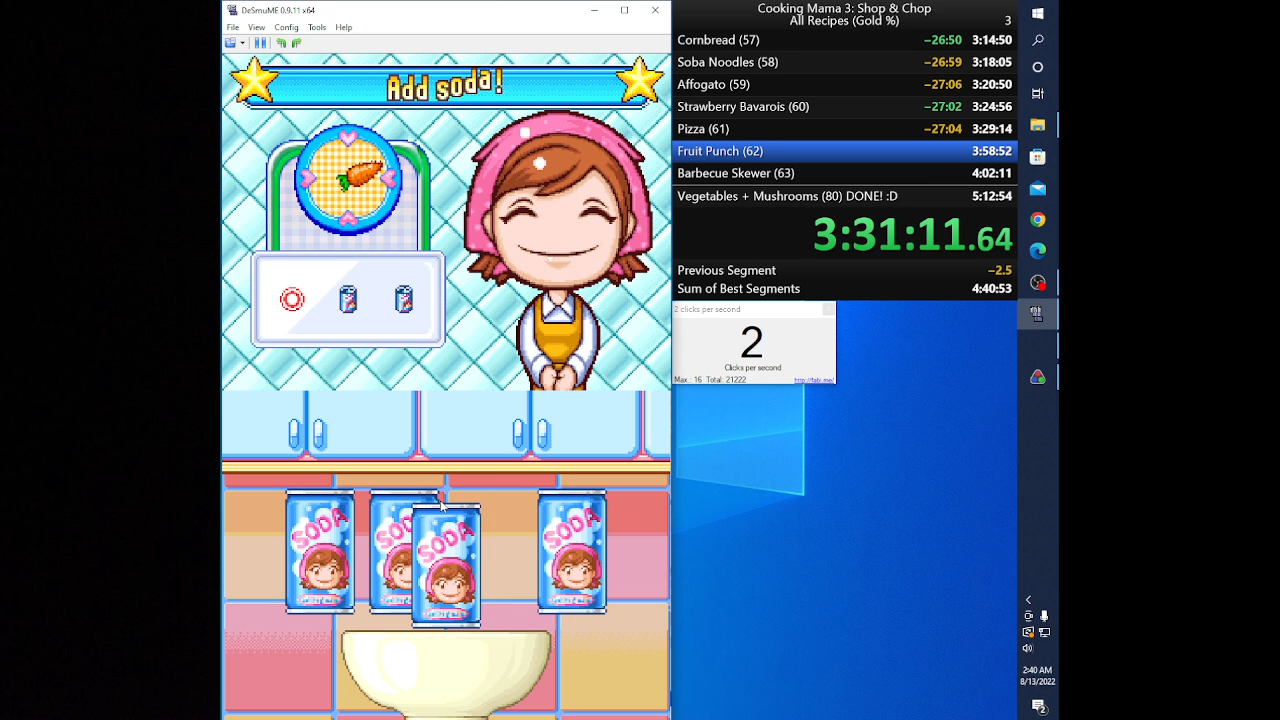 DeSmuME 0.9.11 x64
File View Config Tools Help
Add soda!
SODA
SODA
SODA
SODA
Cooking Mama 3: Shop & Chop
All Recipes (Gold %) 3
Cornbread (57) −26:50 3:14:50
Soba Noodles (58) −26:59 3:18:05
Affogato (59) −27:06 3:20:50
Strawberry Bavarois (60) −27:02 3:24:56
Pizza (61) −27:04 3:29:14
Fruit Punch (62) 3:58:52
Barbecue Skewer (63) 4:02:11
Vegetables + Mushrooms (80) DONE! :D 5:12:54
3:31:11.64
Previous Segment −2.5
Sum of Best Segments 4:40:53
2 clicks per second
2
Clicks per second
Max.: 16 Total: 21222 http://fabi.me/
2:40 AM
8/13/2022
2